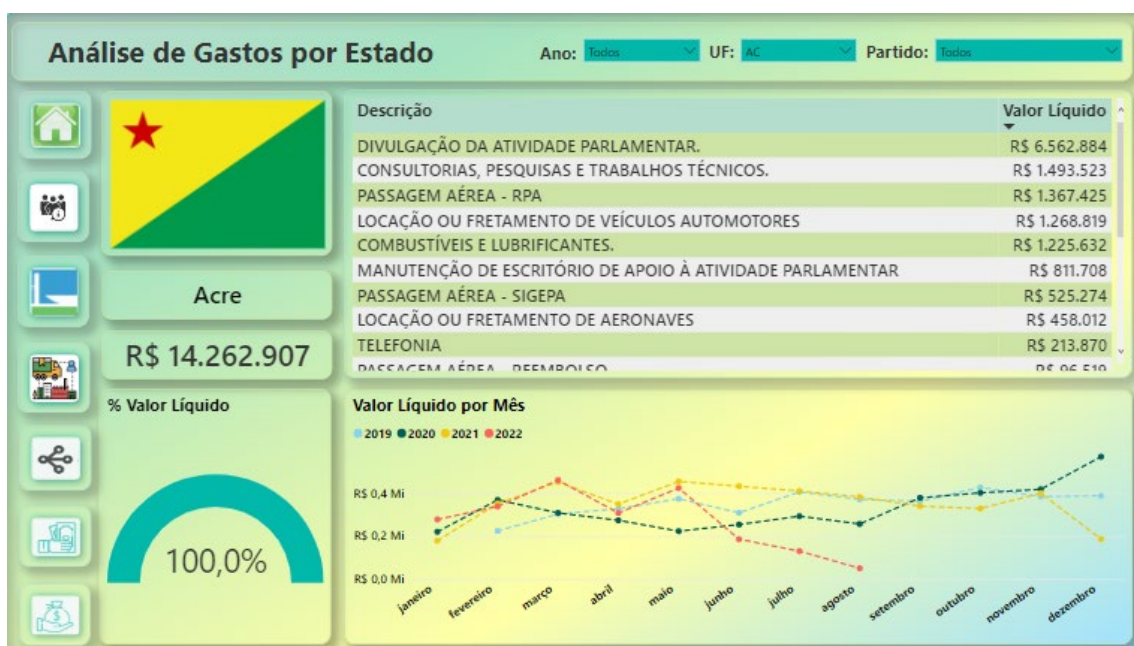 Análise de Gastos por Estado
Ano: Todos UF: AC Partido: Todos
Descrição Valor Líquido
DIVULGAÇÃO DA ATIVIDADE PARLAMENTAR. R$ 6.562.884
CONSULTORIAS, PESQUISAS E TRABALHOS TÉCNICOS. R$ 1.493.523
PASSAGEM AÉREA - RPA R$ 1.367.425
LOCAÇÃO OU FRETAMENTO DE VEÍCULOS AUTOMOTORES R$ 1.268.819
COMBUSTÍVEIS E LUBRIFICANTES. R$ 1.225.632
MANUTENÇÃO DE ESCRITÓRIO DE APOIO À ATIVIDADE PARLAMENTAR R$ 811.708
PASSAGEM AÉREA - SIGEPA R$ 525.274
LOCAÇÃO OU FRETAMENTO DE AERONAVES R$ 458.012
TELEFONIA R$ 213.870
PASSAGEM AÉREA - REEMBOLSO R$ 96.519
Acre
R$ 14.262.907
% Valor Líquido
100,0%
Valor Líquido por Mês
2019 2020 2021 2022
R$ 0,4 Mi
R$ 0,2 Mi
R$ 0,0 Mi
janeiro fevereiro março abril maio junho julho agosto setembro outubro novembro dezembro